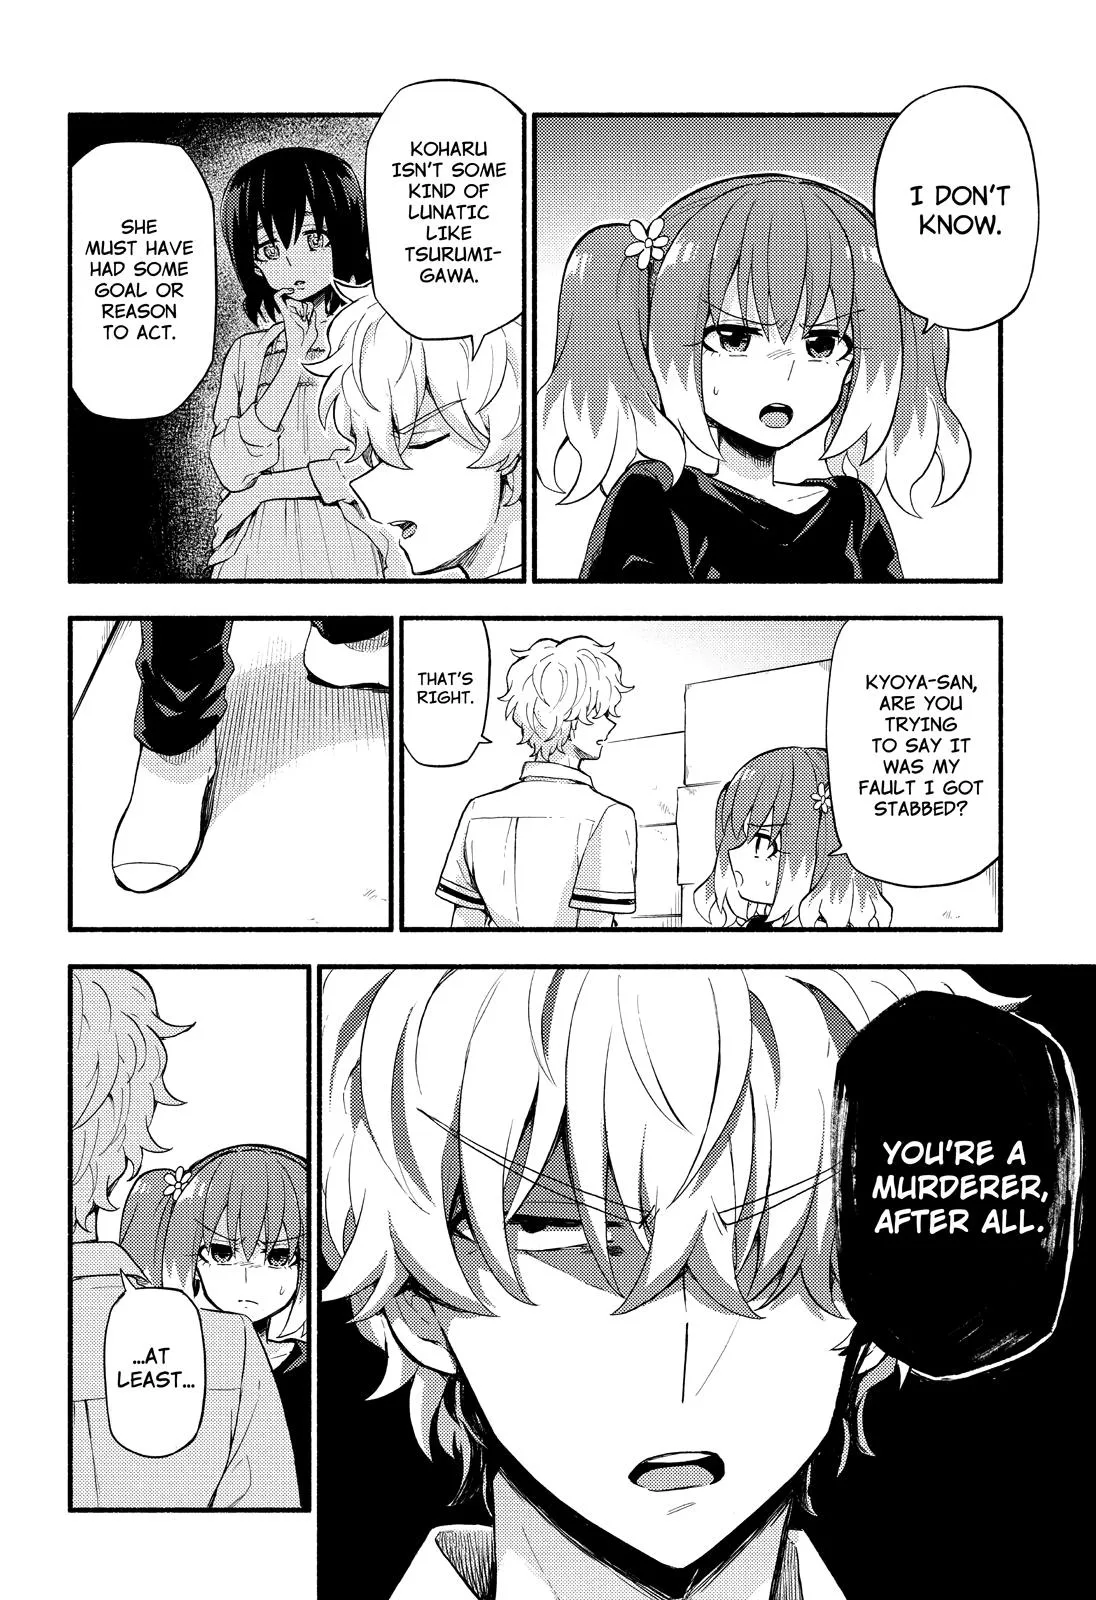 I DON'T
KNOW.
KOHARU
ISN'T SOME
KIND OF
LUNATIC
LIKE
TSURUMI-
GAWA.
SHE
MUST HAVE
HAD SOME
GOAL OR
REASON
TO ACT.
KYOYA-SAN,
ARE YOU
TRYING
TO SAY IT
WAS MY
FAULT I GOT
STABBED?
THAT'S
RIGHT.
YOU'RE A
MURDERER,
AFTER ALL.
...AT
LEAST...